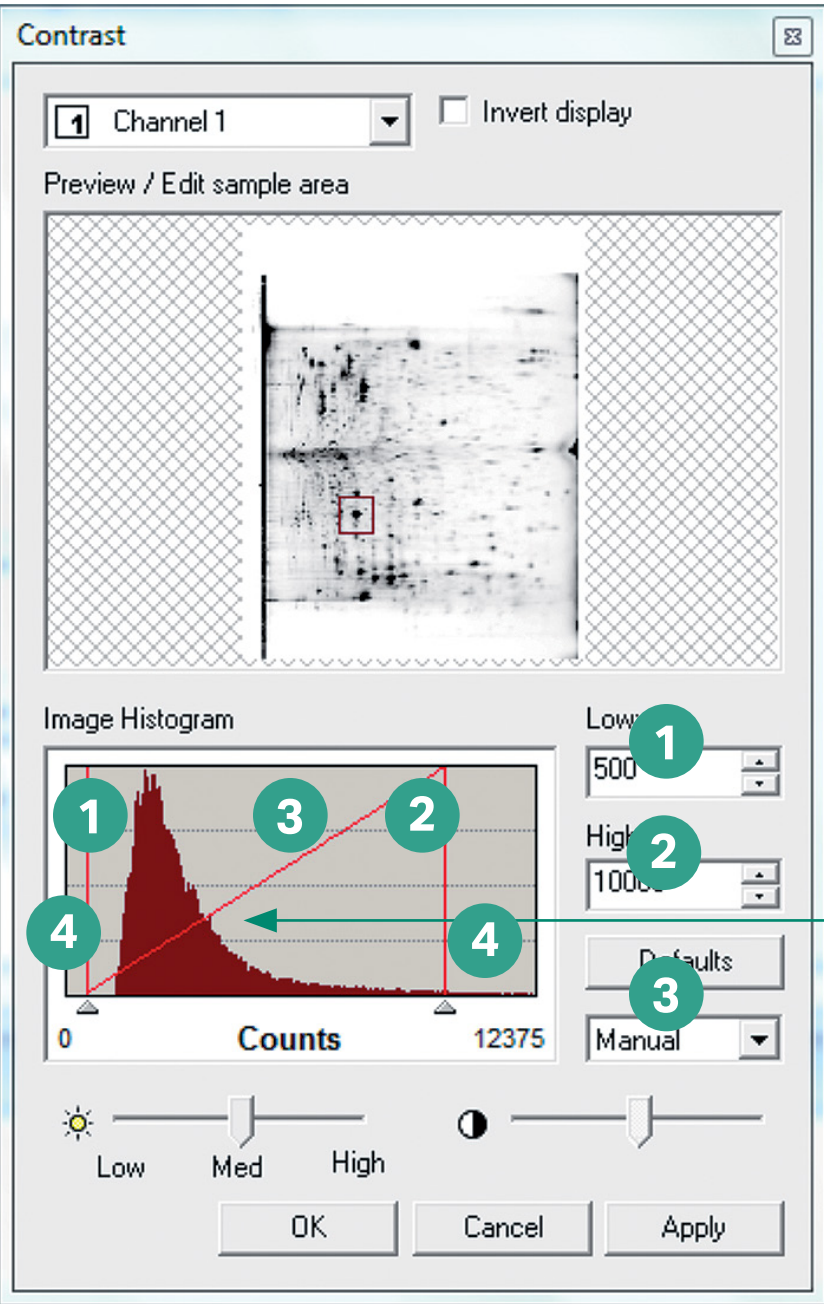 Contrast
1 Channel 1
Invert display
Preview / Edit sample area
Image Histogram
1
3
2
4
4
0
Counts
12375
Low
1
500
High
2
3
Manual
Low
Med
High
OK
Cancel
Apply